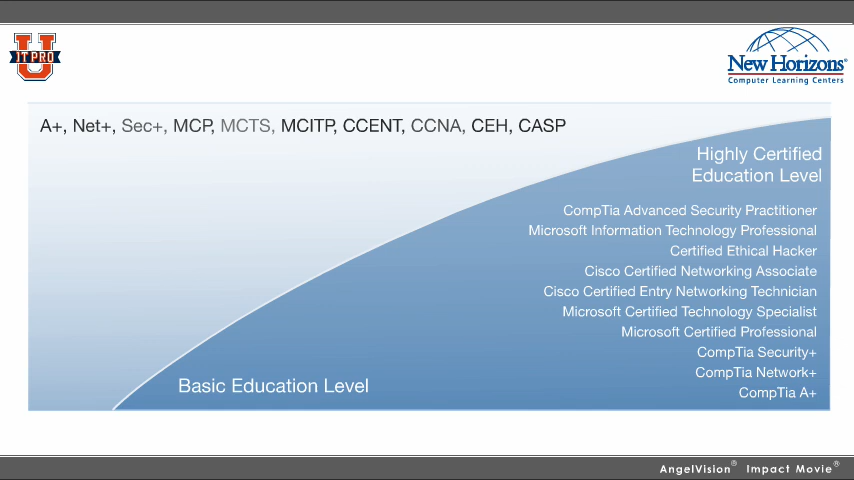 U
IT PRO
New Horizons®
Computer Learning Centers
A+, Net+, Sec+, MCP, MCTS, MCITP, CCENT, CCNA, CEH, CASP
Highly Certified
Education Level
CompTia Advanced Security Practitioner
Microsoft Information Technology Professional
Certified Ethical Hacker
Cisco Certified Networking Associate
Cisco Certified Entry Networking Technician
Microsoft Certified Technology Specialist
Microsoft Certified Professional
CompTia Security+
CompTia Network+
CompTia A+
Basic Education Level
AngelVision® Impact Movie®